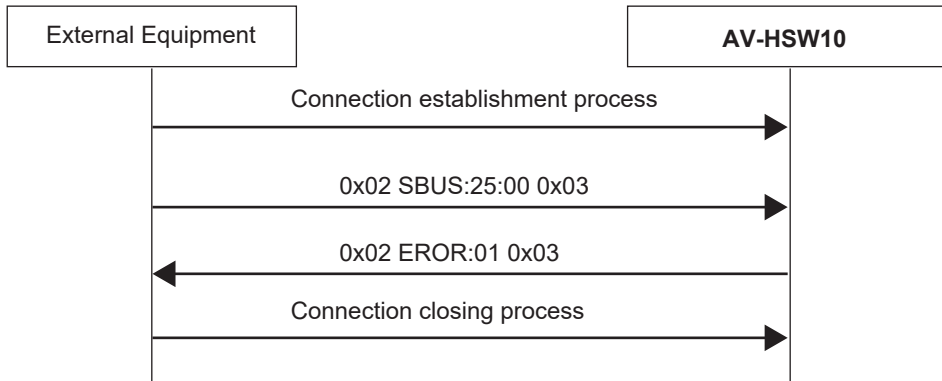 External Equipment
AV-HSW10
Connection establishment process
0x02 SBUS:25:00 0x03
0x02 EROR:01 0x03
Connection closing process